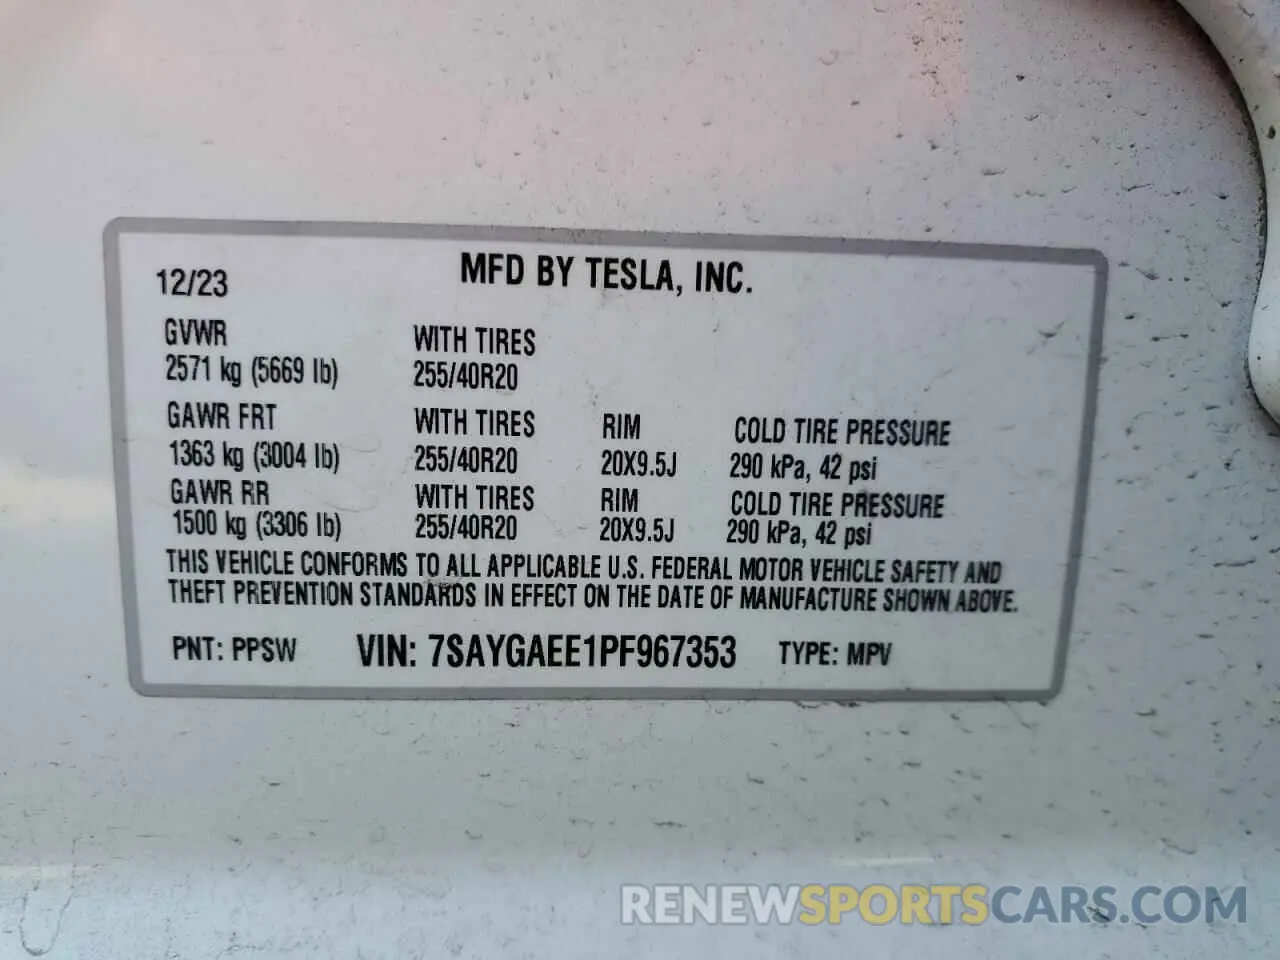 12/23 MFD BY TESLA, INC.
GVWR WITH TIRES
2571 kg (5669 lb) 255/40R20
GAWR FRT WITH TIRES RIM COLD TIRE PRESSURE
1363 kg (3004 lb) 255/40R20 20X9.5J 290 kPa, 42 psi
GAWR RR WITH TIRES RIM COLD TIRE PRESSURE
1500 kg (3306 lb) 255/40R20 20X9.5J 290 kPa, 42 psi
THIS VEHICLE CONFORMS TO ALL APPLICABLE U.S. FEDERAL MOTOR VEHICLE SAFETY AND
THEFT PREVENTION STANDARDS IN EFFECT ON THE DATE OF MANUFACTURE SHOWN ABOVE.
PNT: PPSW VIN: 7SAYGAEE1PF967353 TYPE: MPV
RENEWSPORTSCARS.COM